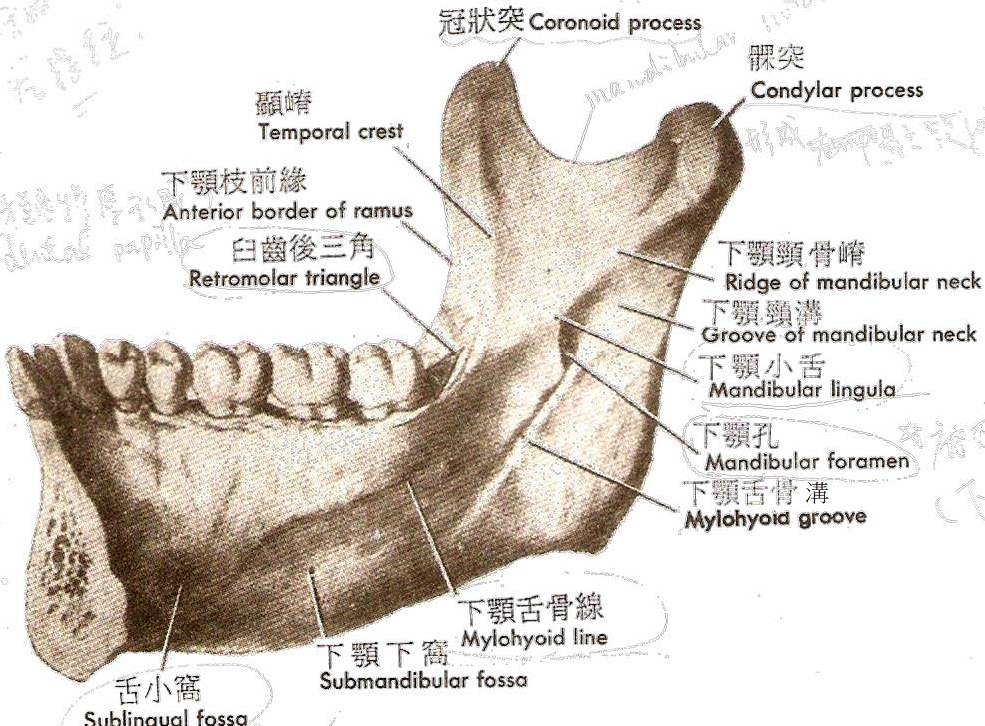 冠狀突 Coronoid process
髁突
Condylar process
顳嵴
Temporal crest
下顎枝前緣
Anterior border of ramus
臼齒後三角
Retromolar triangle
下顎頸骨嵴
Ridge of mandibular neck
下顎頸溝
Groove of mandibular neck
下顎小舌
Mandibular lingula
下顎孔
Mandibular foramen
下顎舌骨溝
Mylohyoid groove
下顎舌骨線
Mylohyoid line
下顎下窩
Submandibular fossa
舌小窩
Sublingual fossa
mandibular
dental papilla